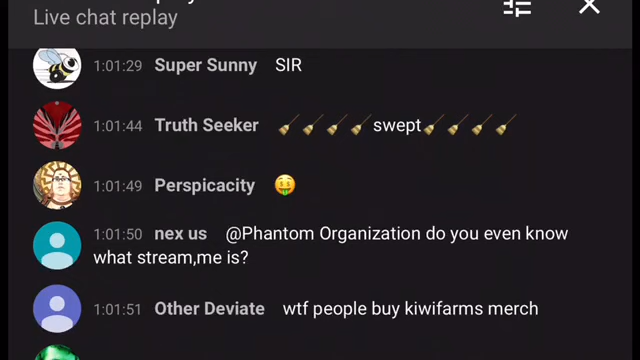 Live chat replay
1:01:29 Super Sunny SIR
1:01:44 Truth Seeker 🧹🧹🧹🧹swept🧹🧹🧹🧹
1:01:49 Perspicacity 🤑
1:01:50 nex us @Phantom Organization do you even know
what stream,me is?
1:01:51 Other Deviate wtf people buy kiwifarms merch